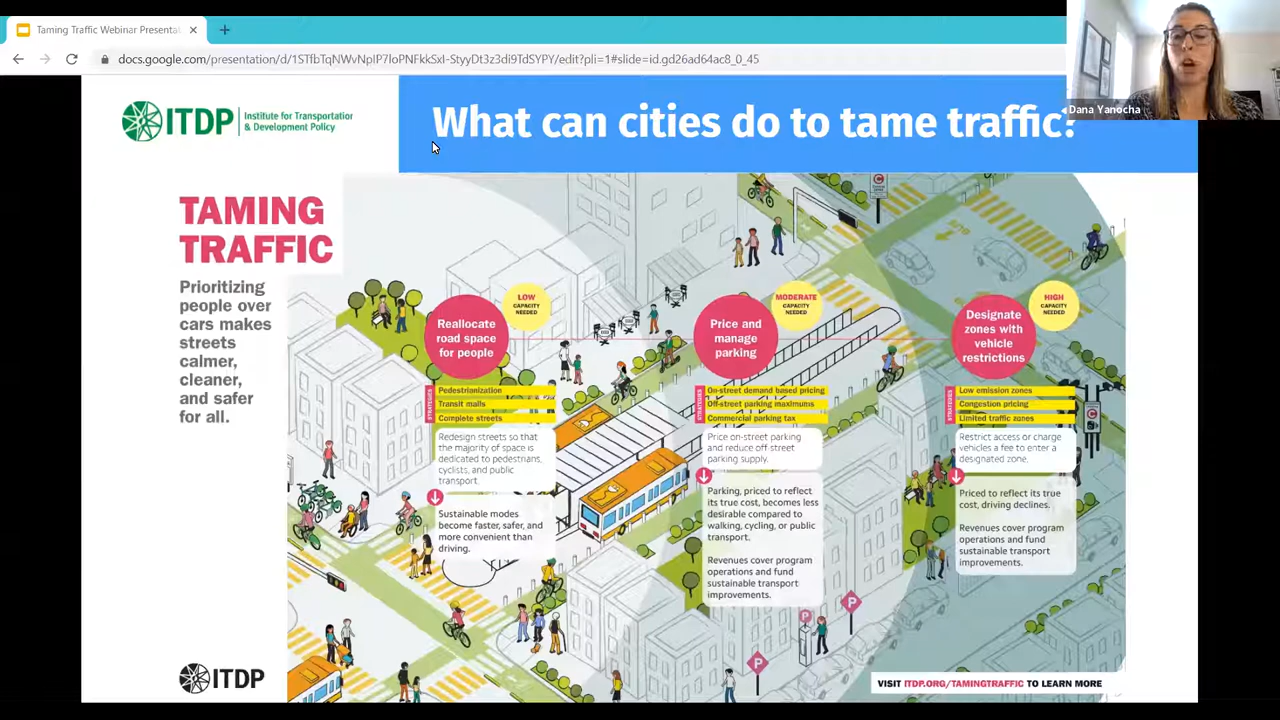 Taming Traffic Webinar Presenta
docs.google.com/presentation/d/1STfbTqNWvNpIP7loPNFkkSxI-StyyDt3z3di9TdSYPY/edit?pli=1#slide=id.gd26ad64ac8_0_45
Dana Yanocha
ITDP
Institute for Transportation
& Development Policy
What can cities do to tame traffic?
TAMING
TRAFFIC
Prioritizing
people over
cars makes
streets
calmer,
cleaner,
and safer
for all.
Reallocate
road space
for people
LOW
CAPACITY
NEEDED
STRATEGIES
Pedestrianization
Transit malls
Complete streets
Redesign streets so that
the majority of space is
dedicated to pedestrians,
cyclists, and public
transport.
Sustainable modes
become faster, safer, and
more convenient than
driving.
Price and
manage
parking
MODERATE
CAPACITY
NEEDED
STRATEGIES
On-street demand based pricing
Off-street parking maximums
Commercial parking tax
Price on-street parking
and reduce off-street
parking supply.
Parking, priced to reflect
its true cost, becomes less
desirable compared to
walking, cycling, or public
transport.
Revenues cover program
operations and fund
sustainable transport
improvements.
Designate
zones with
vehicle
restrictions
HIGH
CAPACITY
NEEDED
STRATEGIES
Low emission zones
Congestion pricing
Limited traffic zones
Restrict access or charge
vehicles a fee to enter a
designated zone.
Priced to reflect its true
cost, driving declines.
Revenues cover program
operations and fund
sustainable transport
improvements.
C
C
P
P
P
ITDP
VISIT ITDP.ORG/TAMINGTRAFFIC TO LEARN MORE